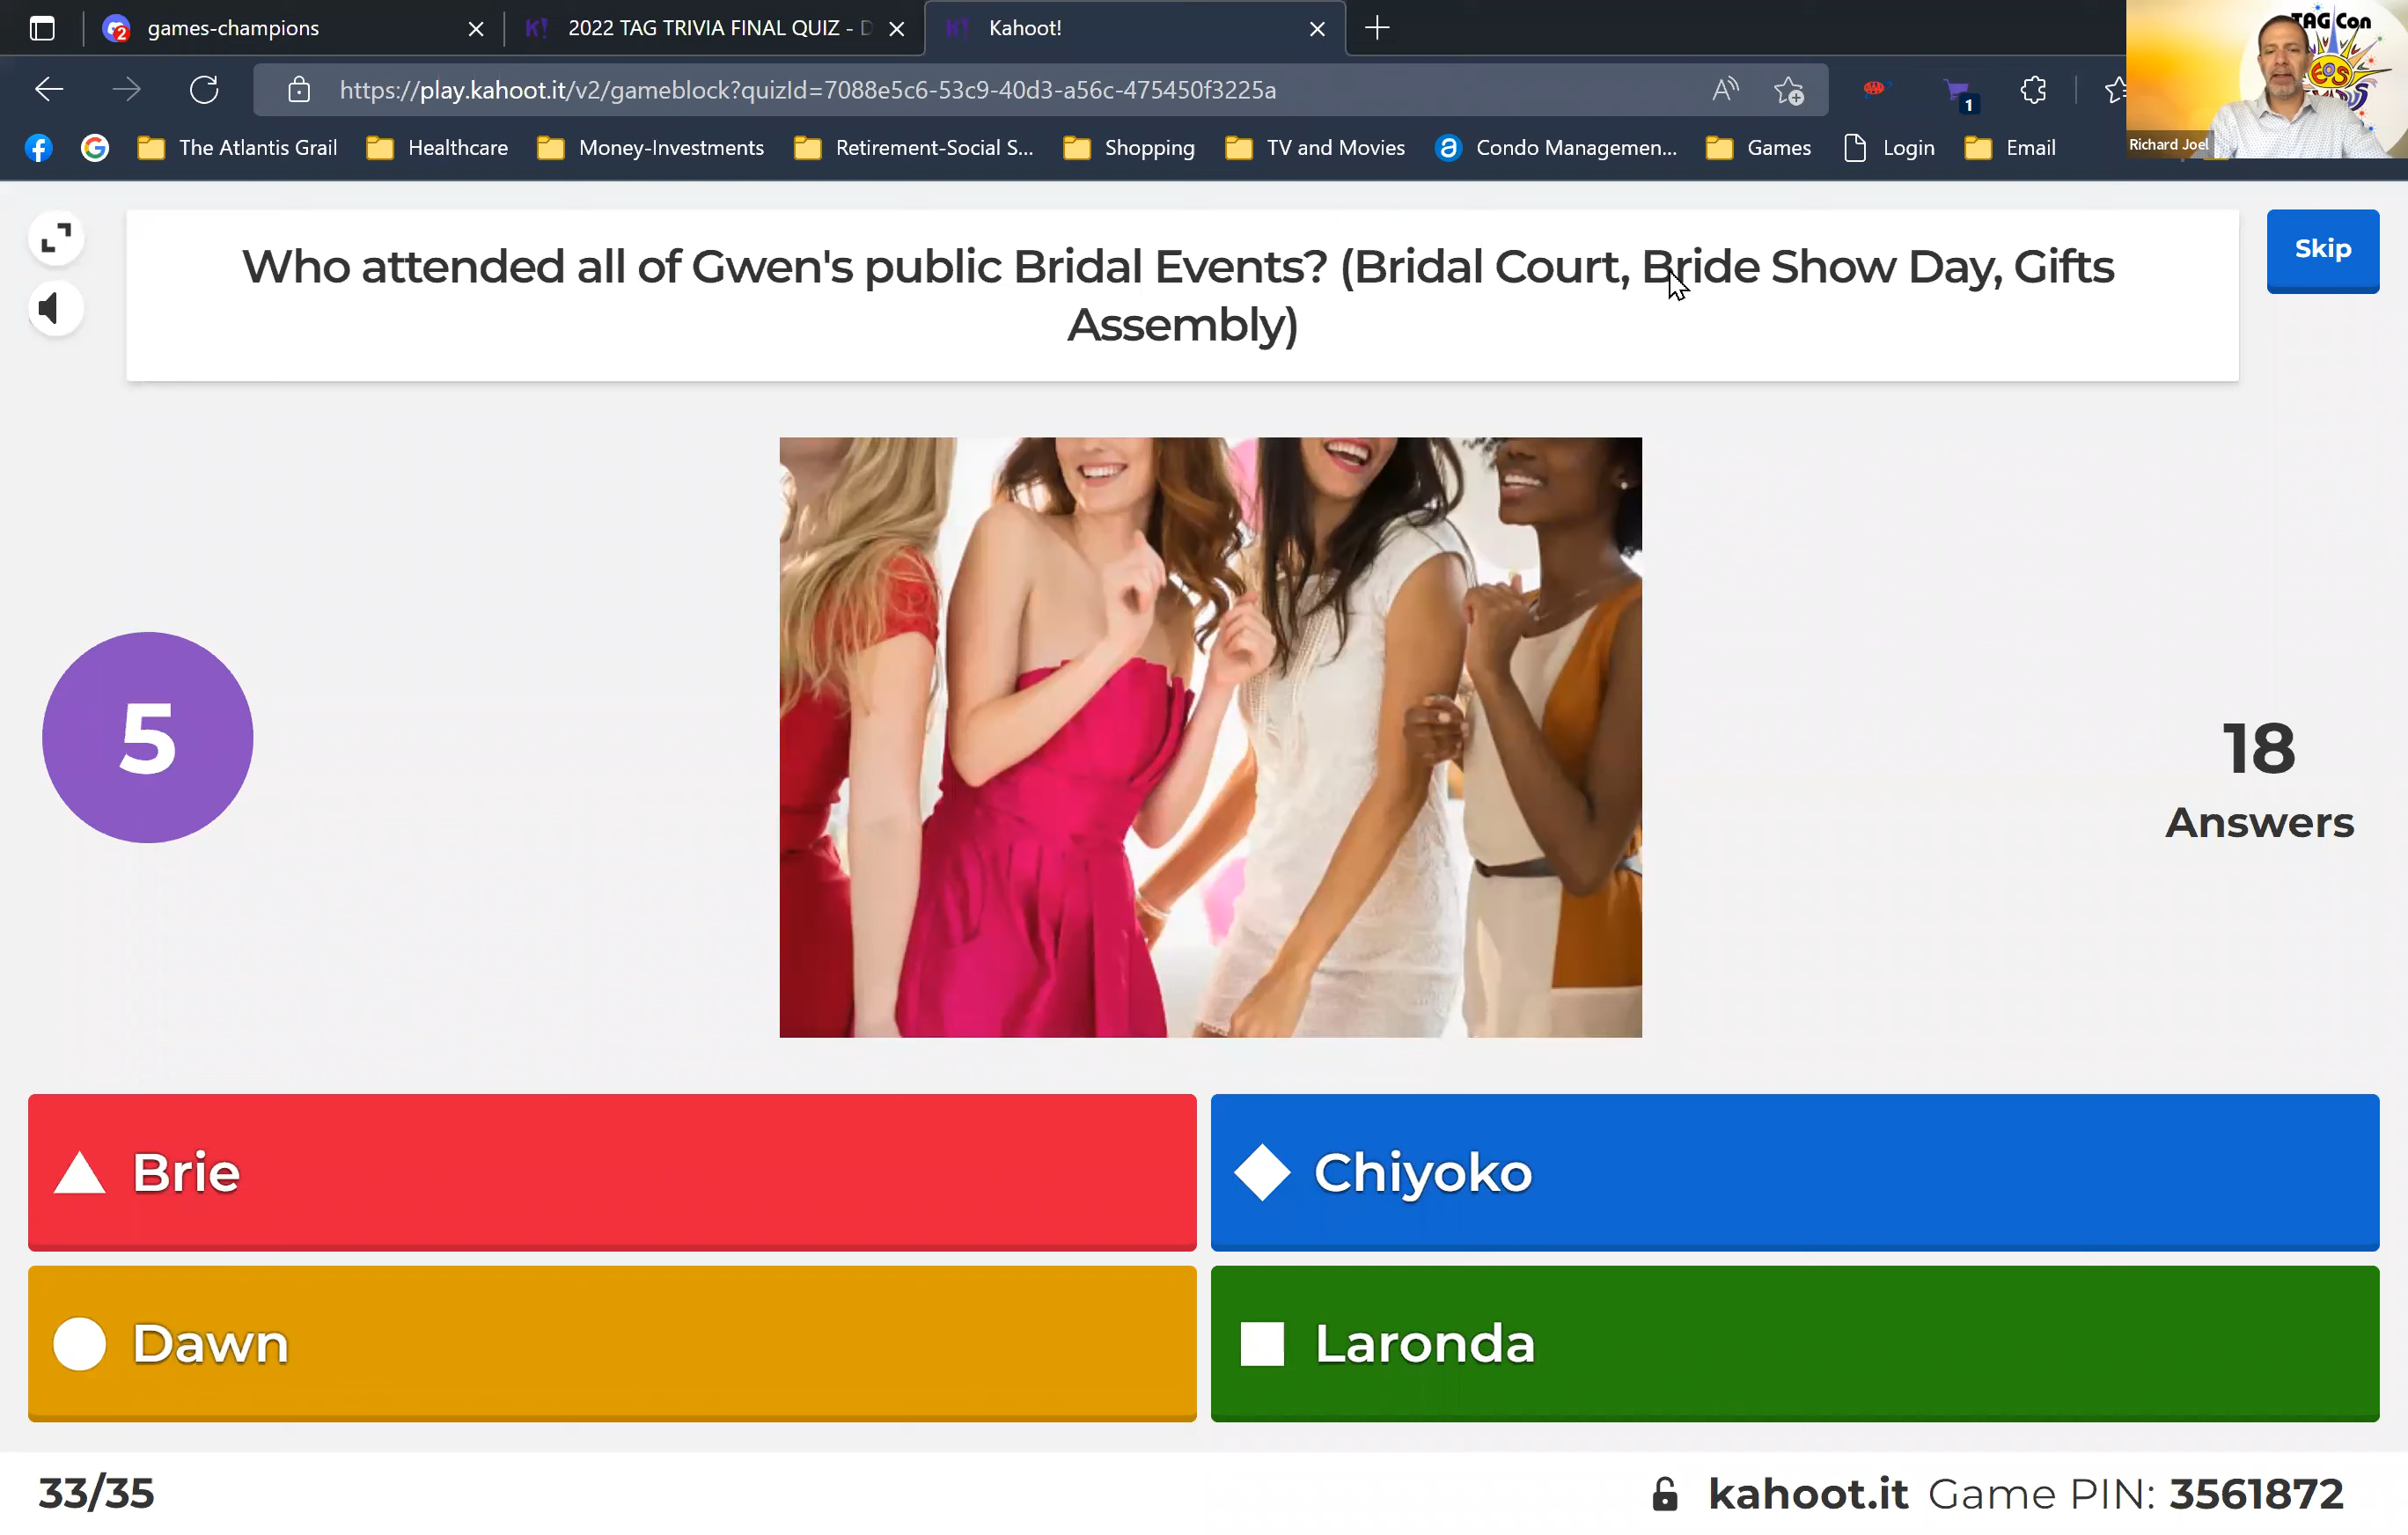 games-champions
2022 TAG TRIVIA FINAL QUIZ - D
Kahoot!
TAG Con
EOS
https://play.kahoot.it/v2/gameblock?quizId=7088e5c6-53c9-40d3-a56c-475450f3225a
1
2
The Atlantis Grail
Healthcare
Money-Investments
Retirement-Social S...
Shopping
TV and Movies
Condo Managemen...
Games
Login
Email
Richard Joel
Who attended all of Gwen's public Bridal Events? (Bridal Court, Bride Show Day, Gifts
Assembly)
Skip
5
18
Answers
Brie
Chiyoko
Dawn
Laronda
33/35
kahoot.it Game PIN: 3561872